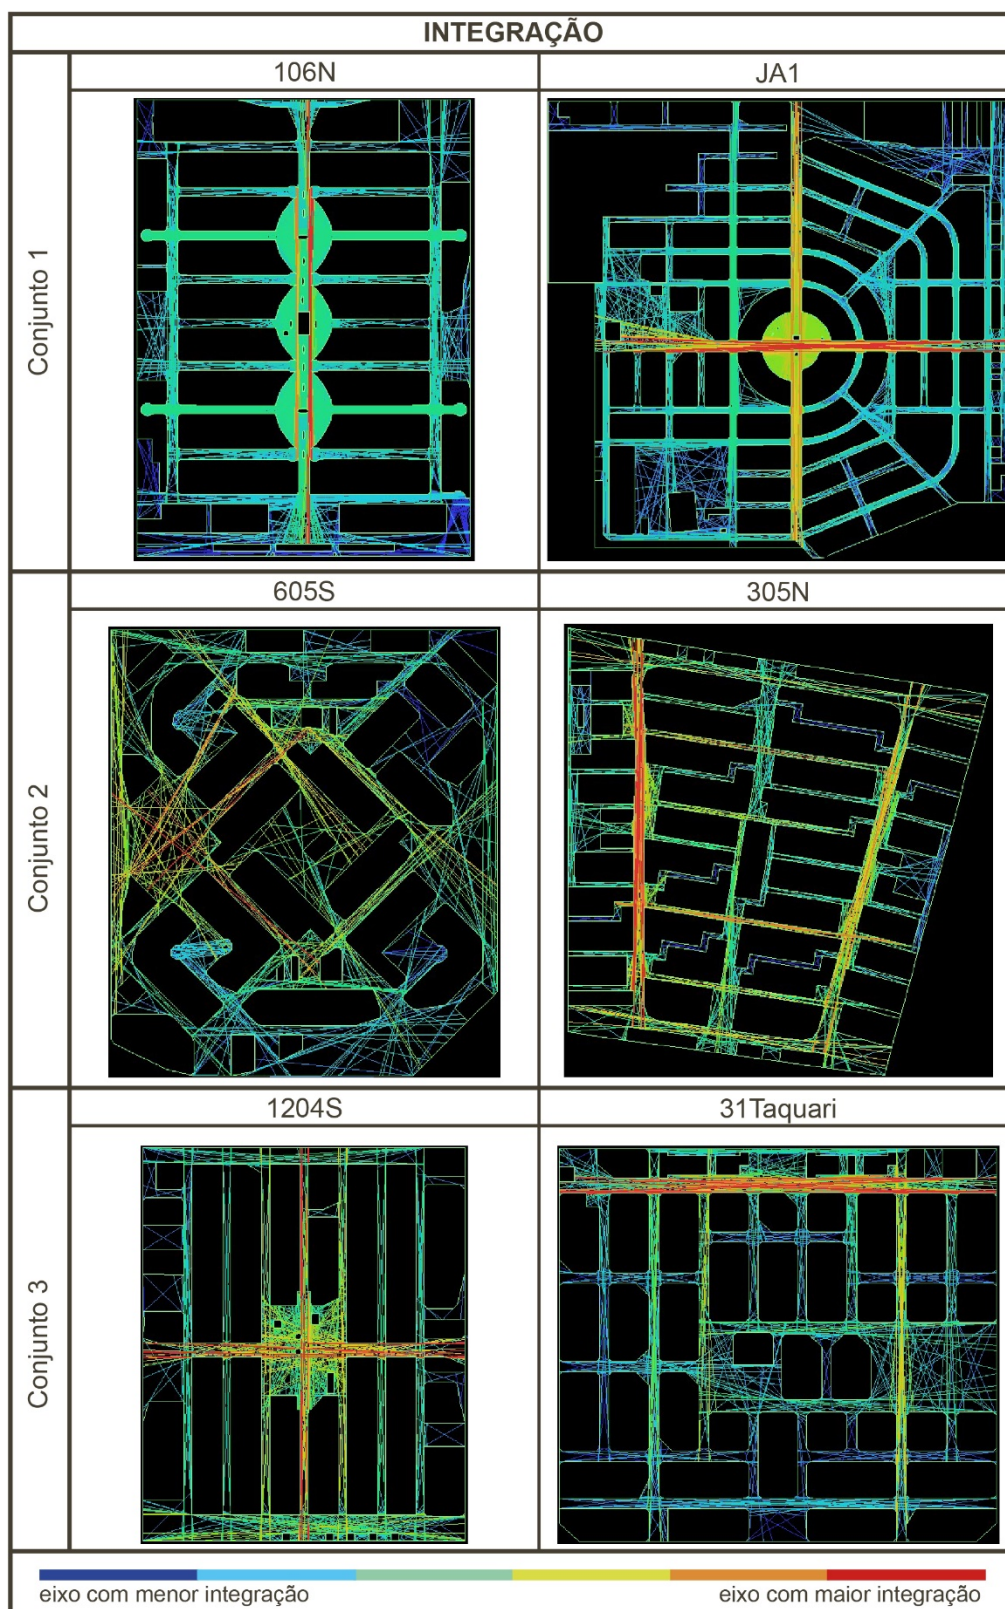 INTEGRAÇÃO
106N
JA1
Conjunto 1
605S
305N
Conjunto 2
1204S
31Taquari
Conjunto 3
eixo com menor integração
eixo com maior integração